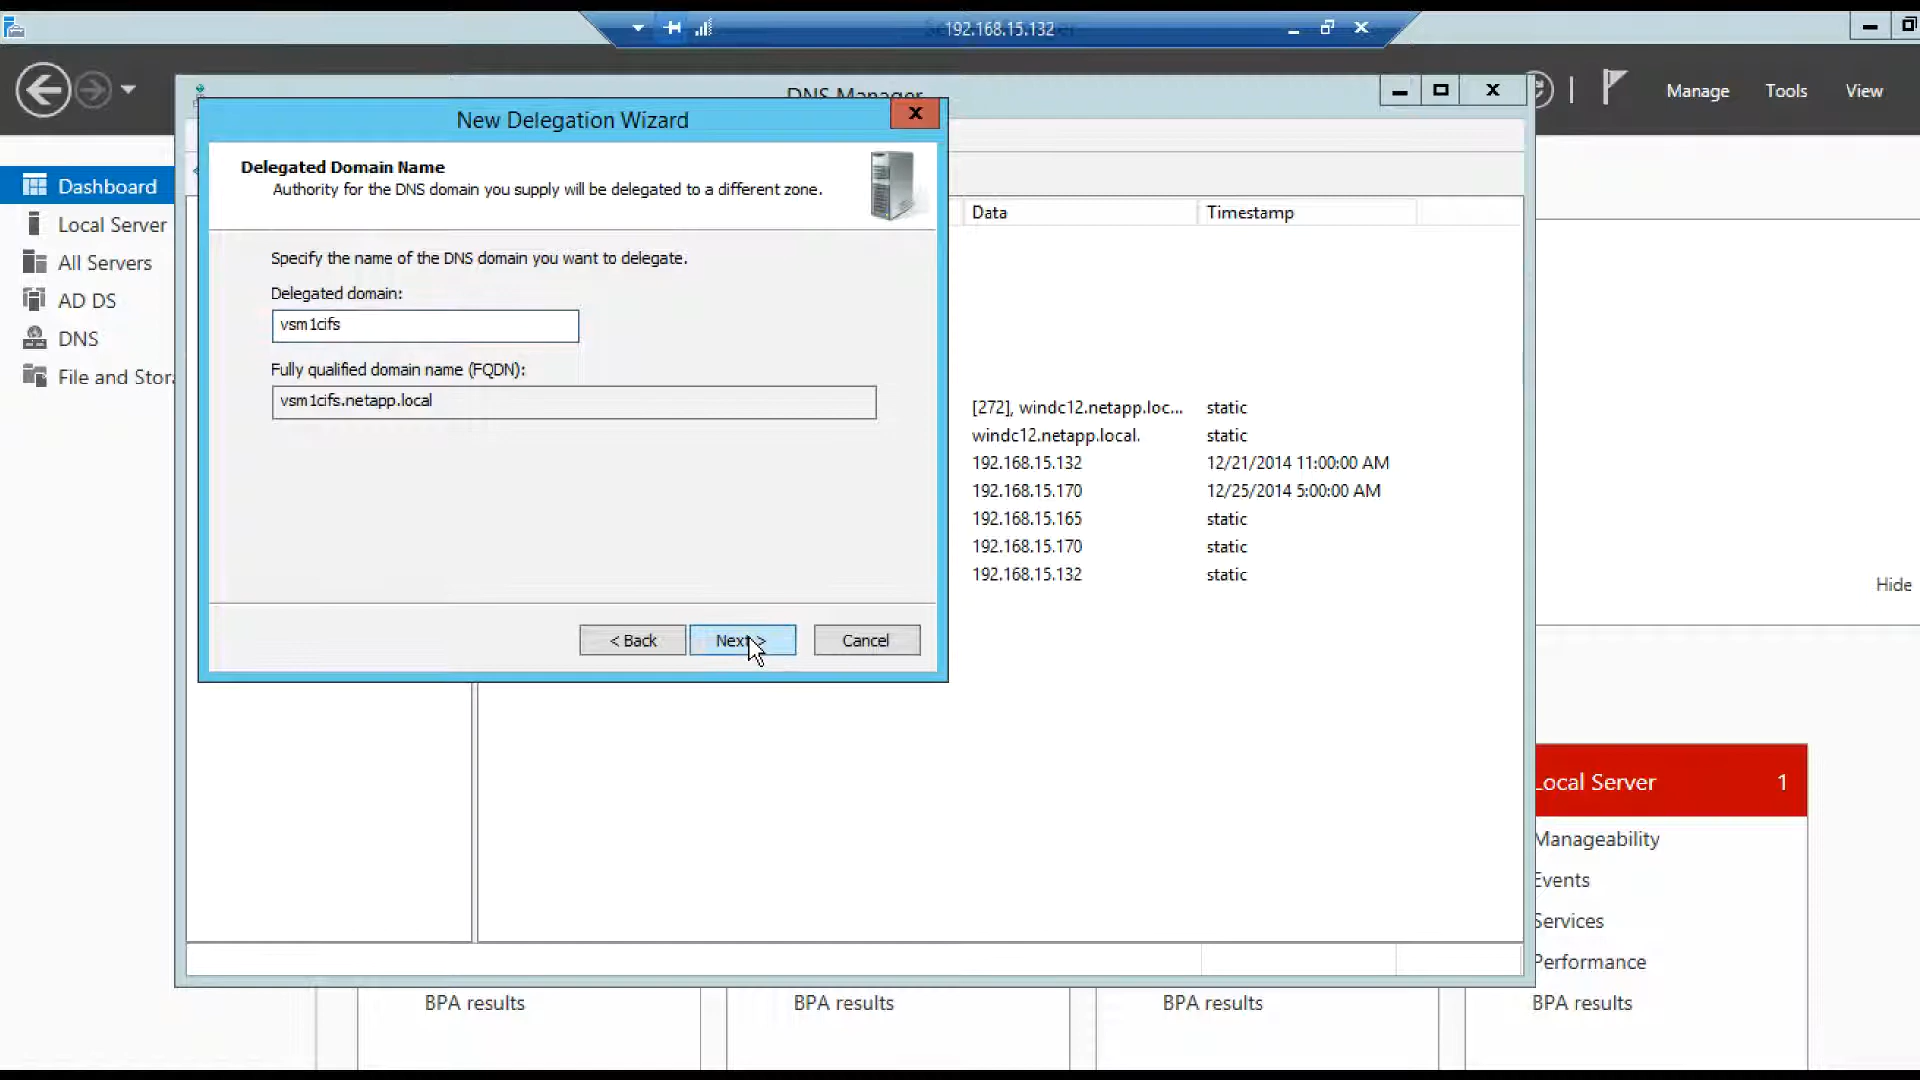 192.168.15.132
Manage
Tools
View
DNS Manager
New Delegation Wizard
X
Delegated Domain Name
Authority for the DNS domain you supply will be delegated to a different zone.
Specify the name of the DNS domain you want to delegate.
Delegated domain:
vsm1cifs
Fully qualified domain name (FQDN):
vsm1cifs.netapp.local
< Back
Next >
Cancel
Dashboard
Local Server
All Servers
AD DS
DNS
File and Stora
Data
Timestamp
[272], windc12.netapp.loc...
static
windc12.netapp.local.
static
192.168.15.132
12/21/2014 11:00:00 AM
192.168.15.170
12/25/2014 5:00:00 AM
192.168.15.165
static
192.168.15.170
static
192.168.15.132
static
Hide
Local Server 1
Manageability
Events
Services
Performance
BPA results
BPA results
BPA results
BPA results